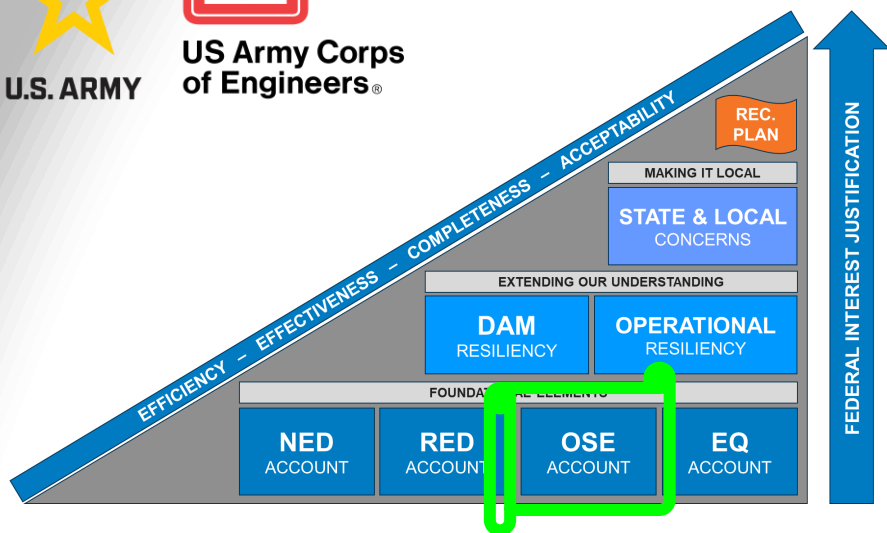 U.S. ARMY
US Army Corps
of Engineers®
EFFICIENCY – EFFECTIVENESS – COMPLETENESS – ACCEPTABILITY
REC.
PLAN
MAKING IT LOCAL
STATE & LOCAL
CONCERNS
EXTENDING OUR UNDERSTANDING
DAM
RESILIENCY
OPERATIONAL
RESILIENCY
ELEMENTS
NED
ACCOUNT
RED
ACCOUNT
OSE
ACCOUNT
EQ
ACCOUNT
FEDERAL INTEREST JUSTIFICATION